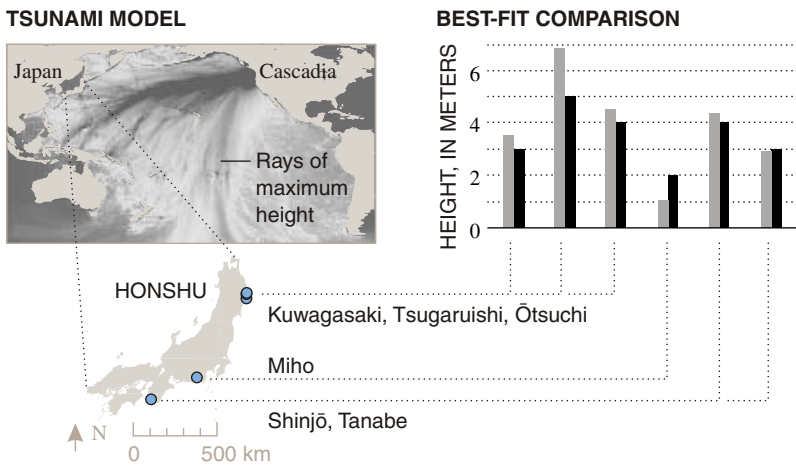 TSUNAMI MODEL
Japan
Cascadia
Rays of
maximum
height
BEST-FIT COMPARISON
HEIGHT, IN METERS
6
4
2
0
HONSHU
Kuwagasaki, Tsugaruishi, Ōtsuchi
Miho
Shinjō, Tanabe
N
0 500 km